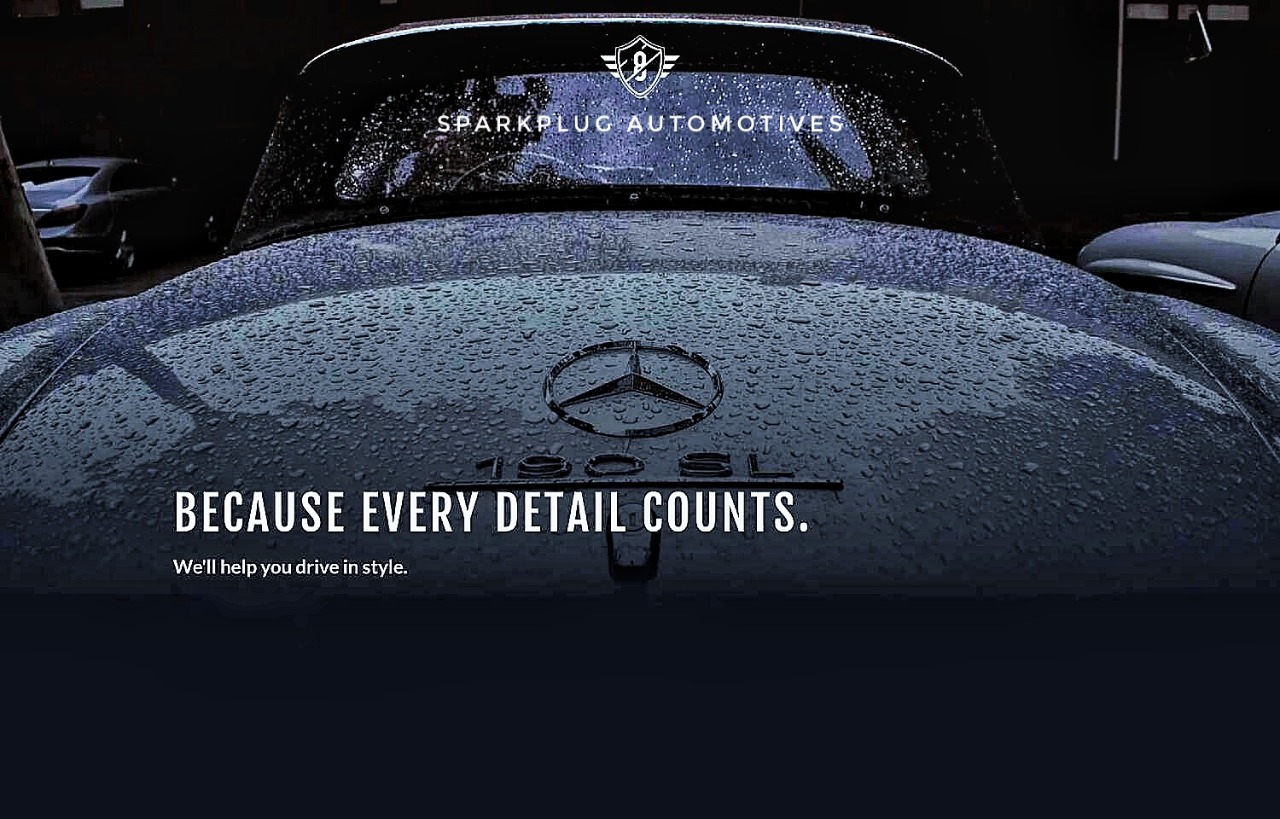 SPARKPLUG AUTOMOTIVES
190 SL
BECAUSE EVERY DETAIL COUNTS.
We'll help you drive in style.